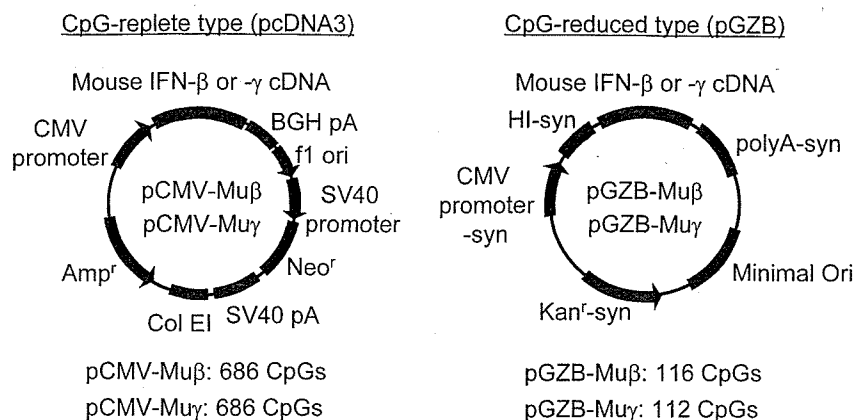 CpG-replete type (pcDNA3)
Mouse IFN-β or -γ cDNA
CMV
promoter
BGH pA
f1 ori
SV40
promoter
Neoʳ
SV40 pA
Col EI
Ampʳ
pCMV-Muβ
pCMV-Muγ
pCMV-Muβ: 686 CpGs
pCMV-Muγ: 686 CpGs
CpG-reduced type (pGZB)
Mouse IFN-β or -γ cDNA
HI-syn
polyA-syn
CMV
promoter
-syn
pGZB-Muβ
pGZB-Muγ
Minimal Ori
Kanʳ-syn
pGZB-Muβ: 116 CpGs
pGZB-Muγ: 112 CpGs